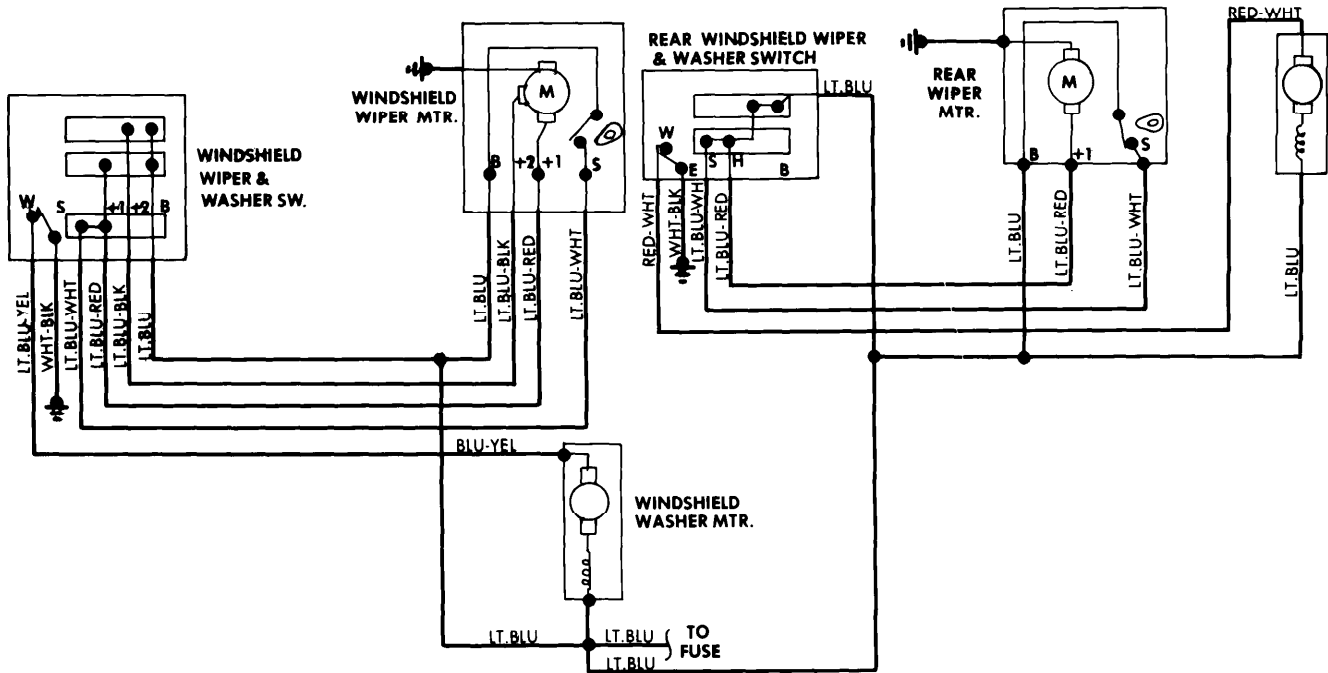 RED-WHT
REAR WINDSHIELD WIPER
& WASHER SWITCH
WINDSHIELD
WIPER MTR.
M
B
+2
+1
S
LT.BLU
REAR
WIPER
MTR.
M
B
+1
S
WINDSHIELD
WIPER &
WASHER SW.
W
S
+1
+2
B
W
E
S
H
B
LT.BLU-YEL
WHT-BIK
LT.BLU-WHT
LT.BLU-RED
LT.BLU-BLK
LT.BLU
LT.BLU
LT.BLU-BLK
LT.BLU-RED
LT.BLU-WHT
RED-WHT
WHT-BLK
LT.BLU-WH
LT.BLU-RED
LT.BLU
LT.BLU-RED
LT.BLU-WHT
LT.BLU
BLU-YEL
WINDSHIELD
WASHER MTR.
LT.BLU
LT.BLU
TO
FUSE
LT.BLU